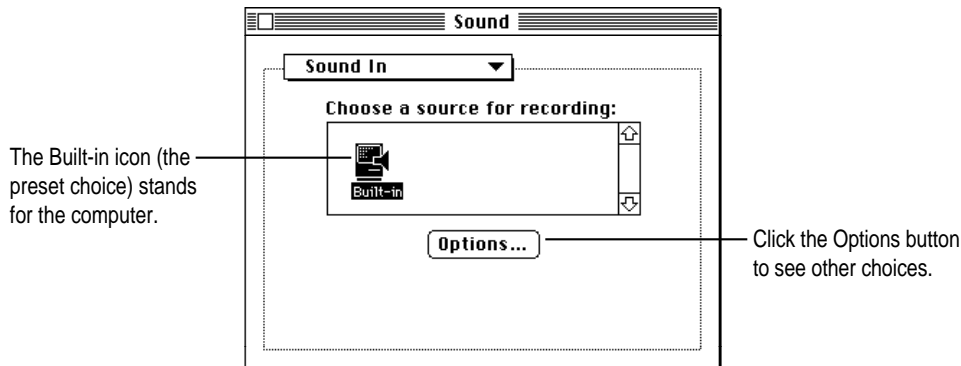 Sound
Sound In
Choose a source for recording:
The Built-in icon (the
preset choice) stands
for the computer.
Built-in
Options...
Click the Options button
to see other choices.